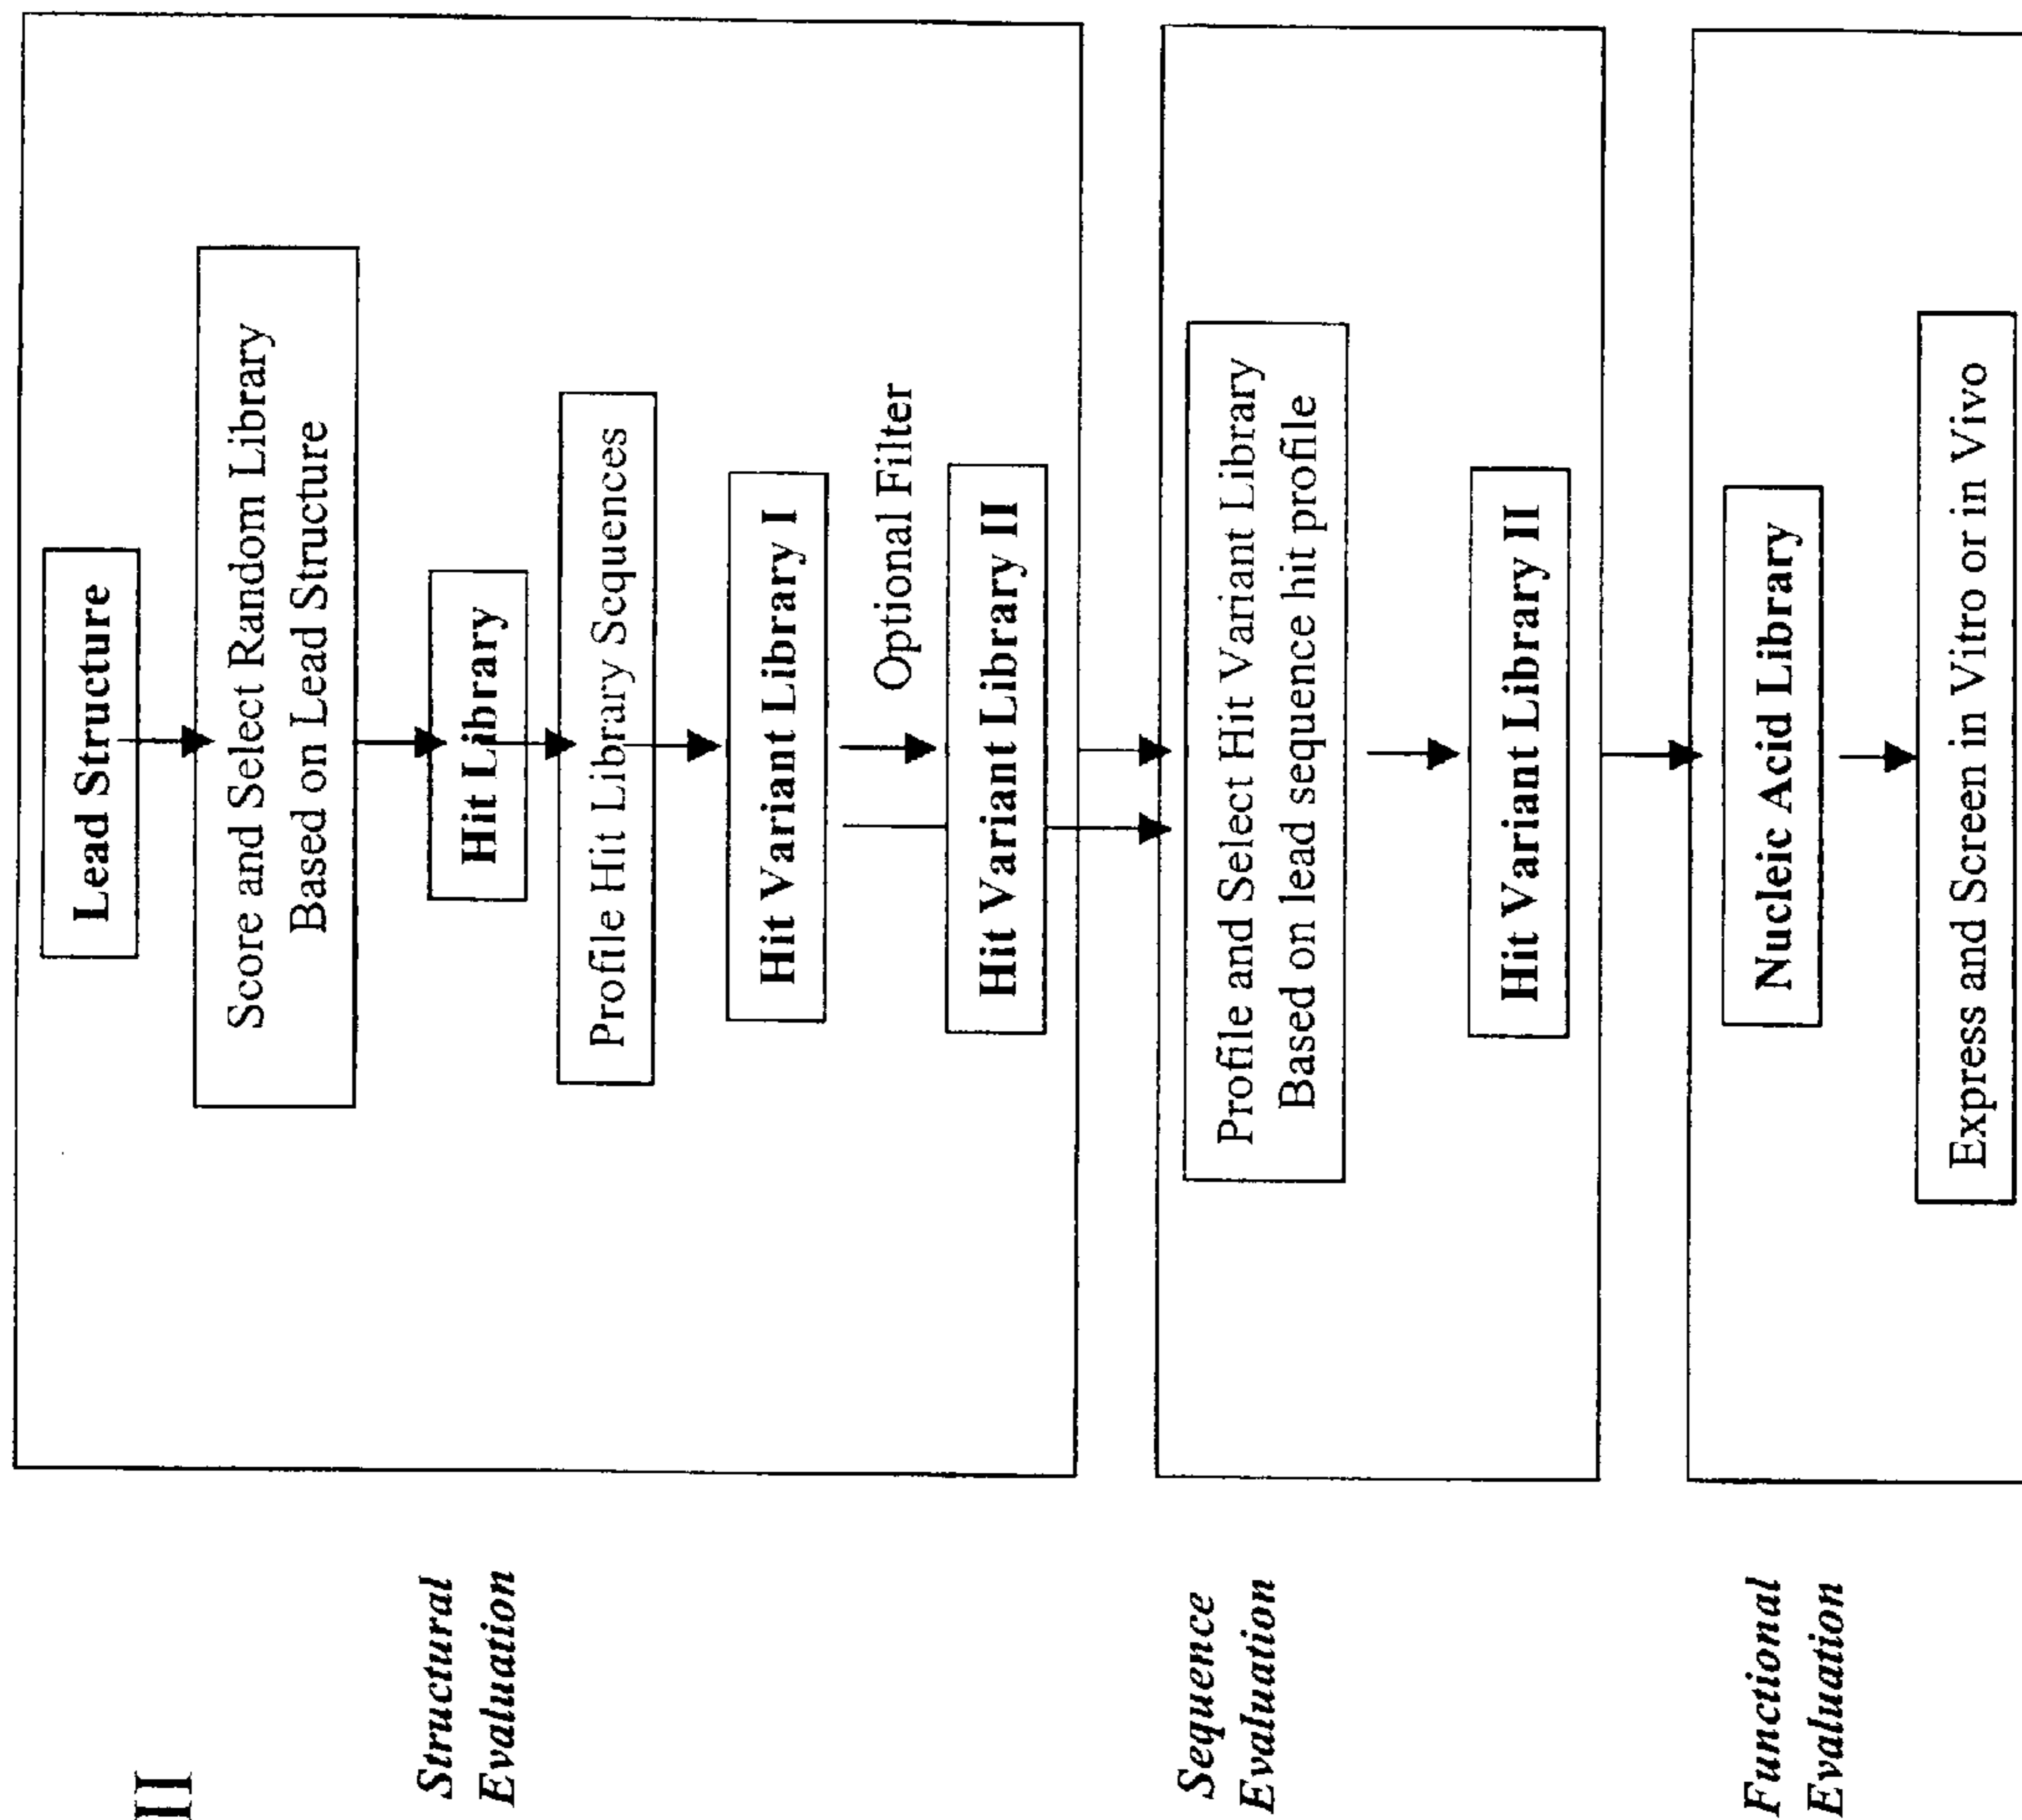 II
Structural
Evaluation
Lead Structure
Score and Select Random Library
Based on Lead Structure
Hit Library
Profile Hit Library Sequences
Hit Variant Library I
Optional Filter
Hit Variant Library II
Sequence
Evaluation
Profile and Select Hit Variant Library
Based on lead sequence hit profile
Hit Variant Library II
Functional
Evaluation
Nucleic Acid Library
Express and Screen in Vitro or in Vivo